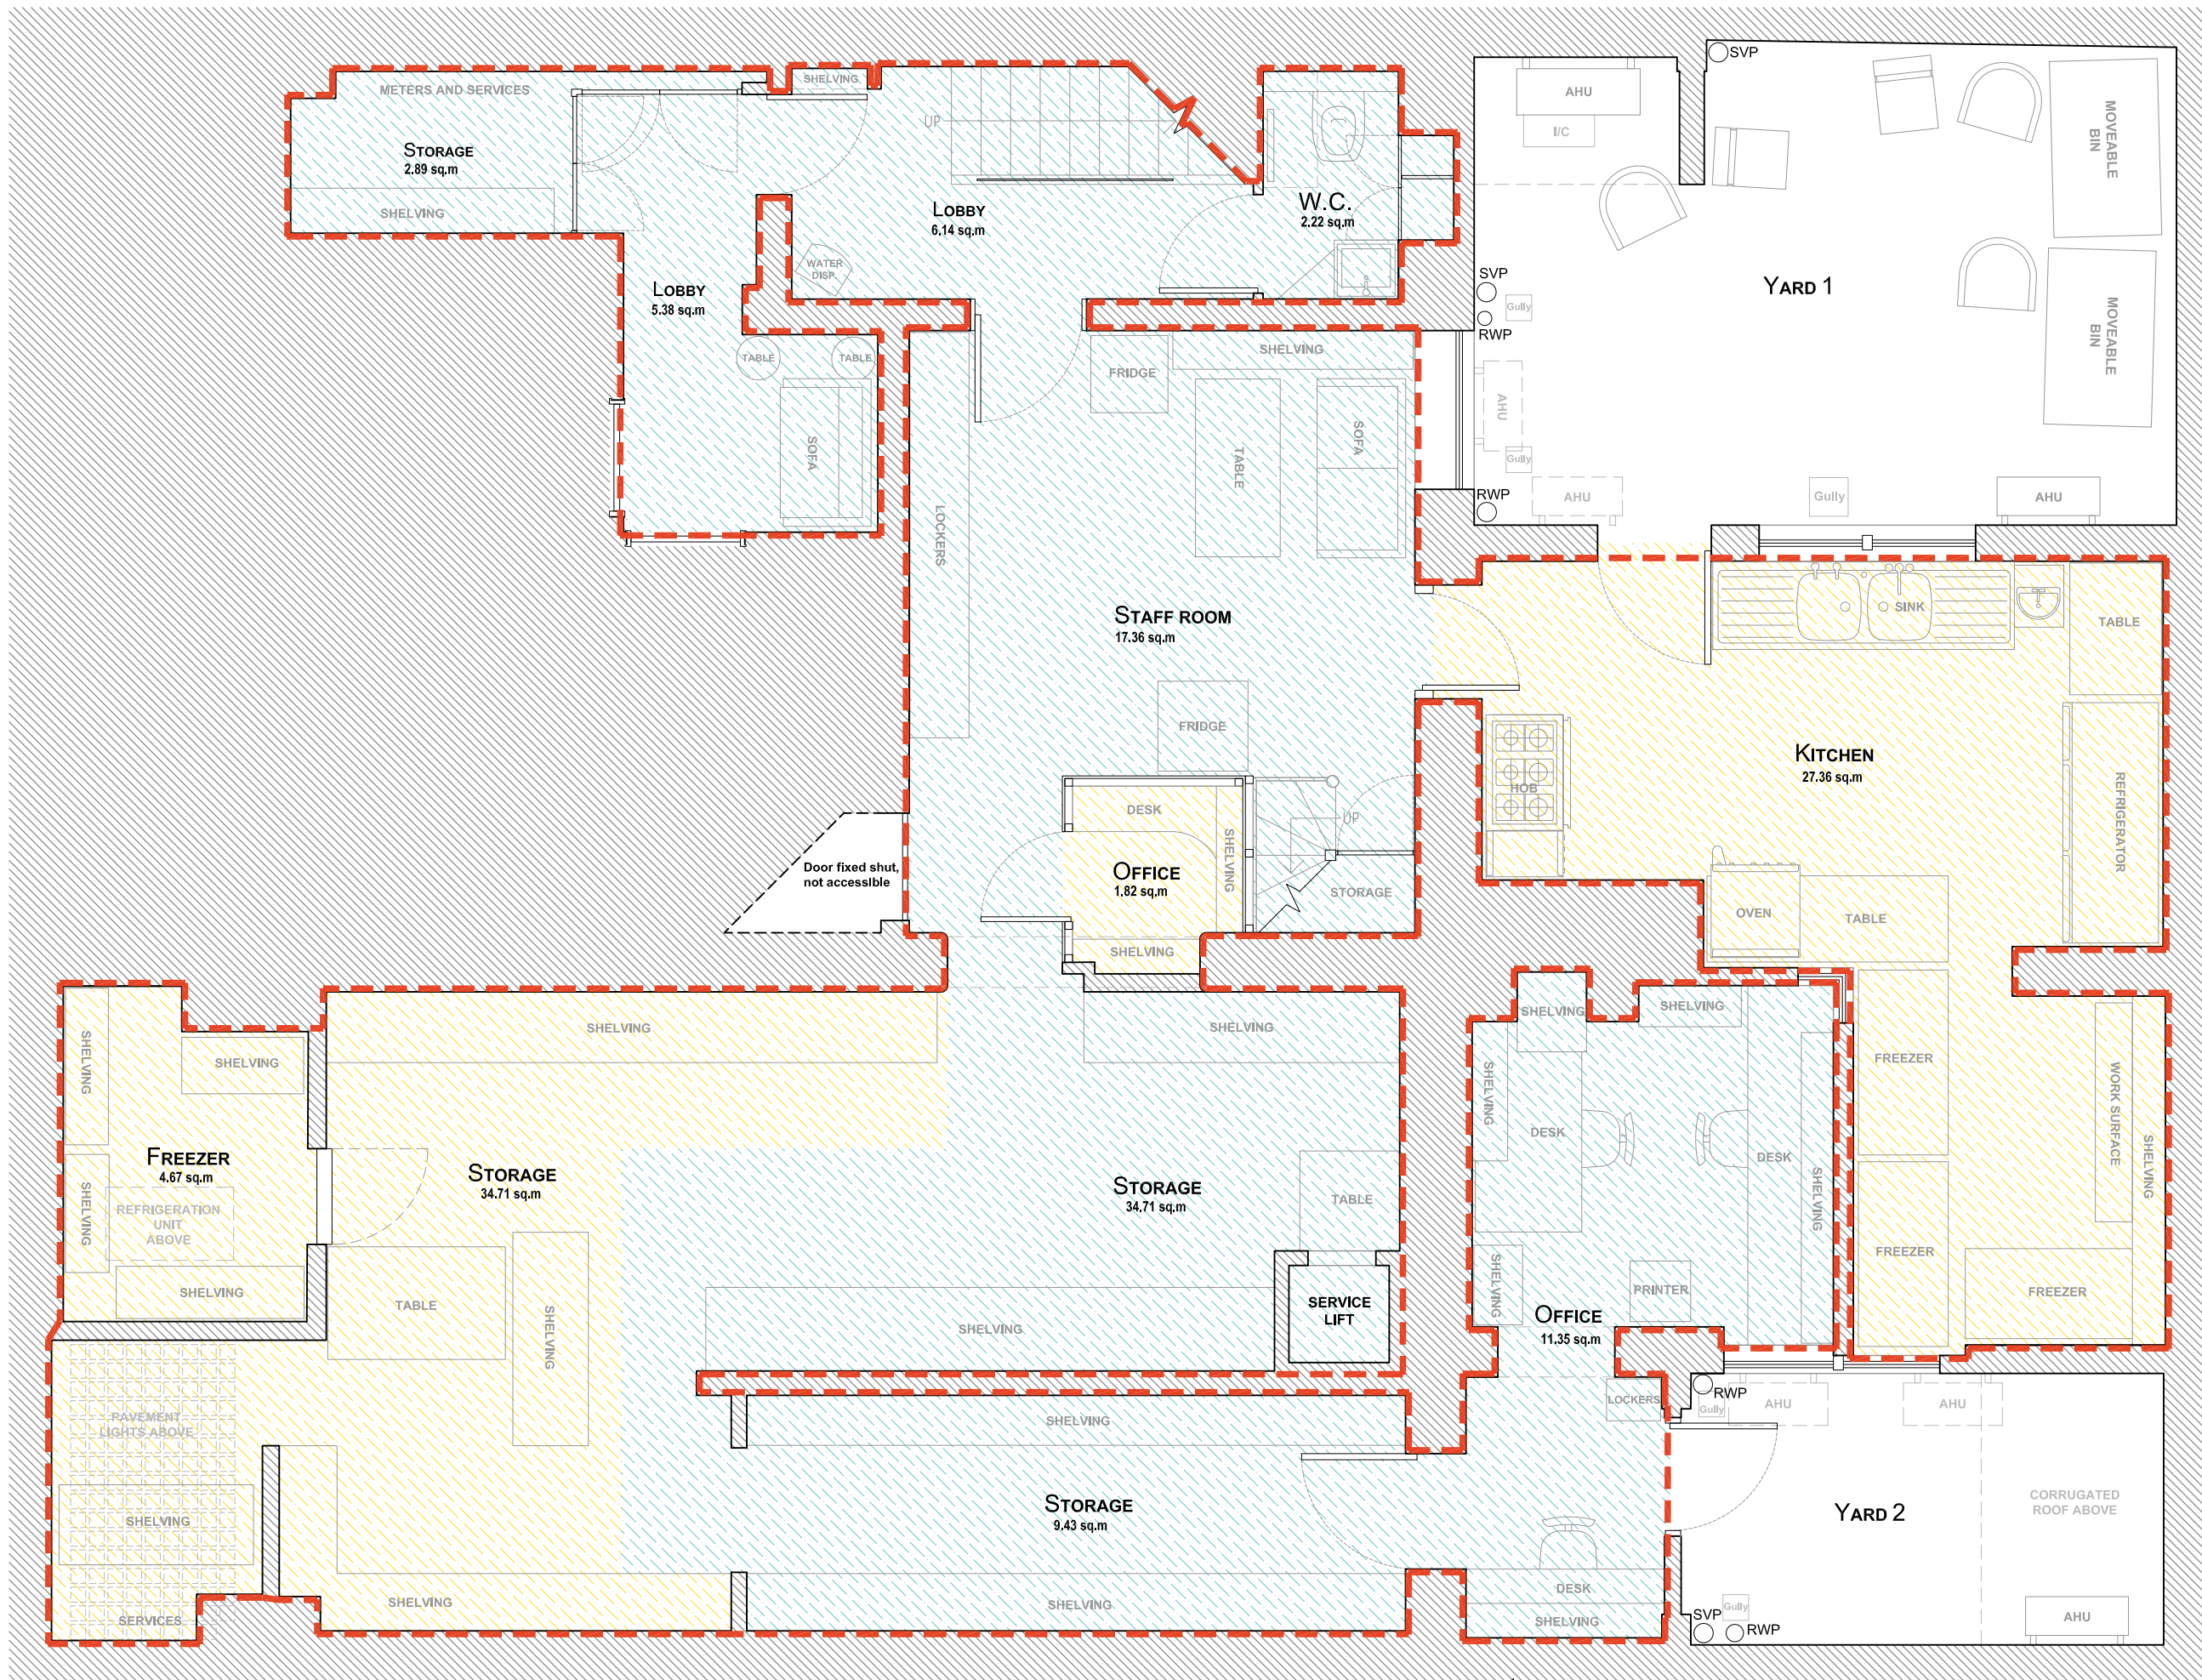 SVP
SHELVING
METERS AND SERVICES
AHU
I/C
MOVEABLE
BIN
UP
STORAGE
2.89 sq.m
SHELVING
LOBBY
6.14 sq.m
W.C.
2.22 sq.m
WATER
DISP.
LOBBY
5.38 sq.m
SVP
Gully
RWP
YARD 1
MOVEABLE
BIN
TABLE
TABLE
SOFA
FRIDGE
SHELVING
TABLE
SOFA
LOCKERS
AHU
Gully
RWP
AHU
Gully
AHU
STAFF ROOM
17.36 sq.m
SINK
TABLE
FRIDGE
KITCHEN
27.36 sq.m
HOB
REFRIGERATOR
DESK
SHELVING
UP
OFFICE
1.82 sq.m
STORAGE
SHELVING
Door fixed shut,
not accessible
OVEN
TABLE
SHELVING
SHELVING
FREEZER
4.67 sq.m
SHELVING
REFRIGERATION
UNIT
ABOVE
SHELVING
SHELVING
STORAGE
34.71 sq.m
TABLE
SHELVING
SHELVING
STORAGE
34.71 sq.m
TABLE
SERVICE
LIFT
SHELVING
SHELVING
SHELVING
SHELVING
DESK
DESK
SHELVING
SHELVING
PRINTER
OFFICE
11.35 sq.m
FREEZER
FREEZER
WORK SURFACE
SHELVING
FREEZER
PAVEMENT
LIGHTS ABOVE
SHELVING
SERVICES
SHELVING
SHELVING
STORAGE
9.43 sq.m
SHELVING
LOCKERS
DESK
SHELVING
RWP
Gully
AHU
AHU
YARD 2
CORRUGATED
ROOF ABOVE
SVP
Gully
RWP
AHU